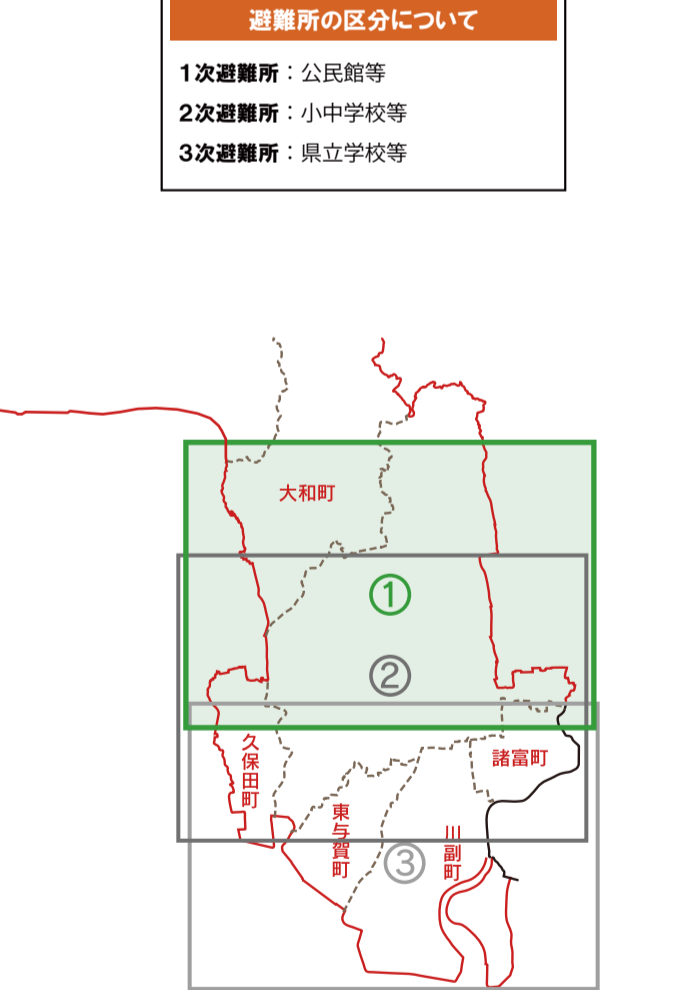 避難所の区分について
1次避難所：公民館等
2次避難所：小中学校等
3次避難所：県立学校等
大和町
①
②
久保田町
諸富町
東与賀町
川副町
③